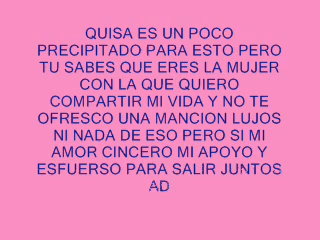 QUISA ES UN POCO
PRECIPITADO PARA ESTO PERO
TU SABES QUE ERES LA MUJER
CON LA QUE QUIERO
COMPARTIR MI VIDA Y NO TE
OFRESCO UNA MANCION LUJOS
NI NADA DE ESO PERO SI MI
AMOR CINCERO MI APOYO Y
ESFUERSO PARA SALIR JUNTOS
AD